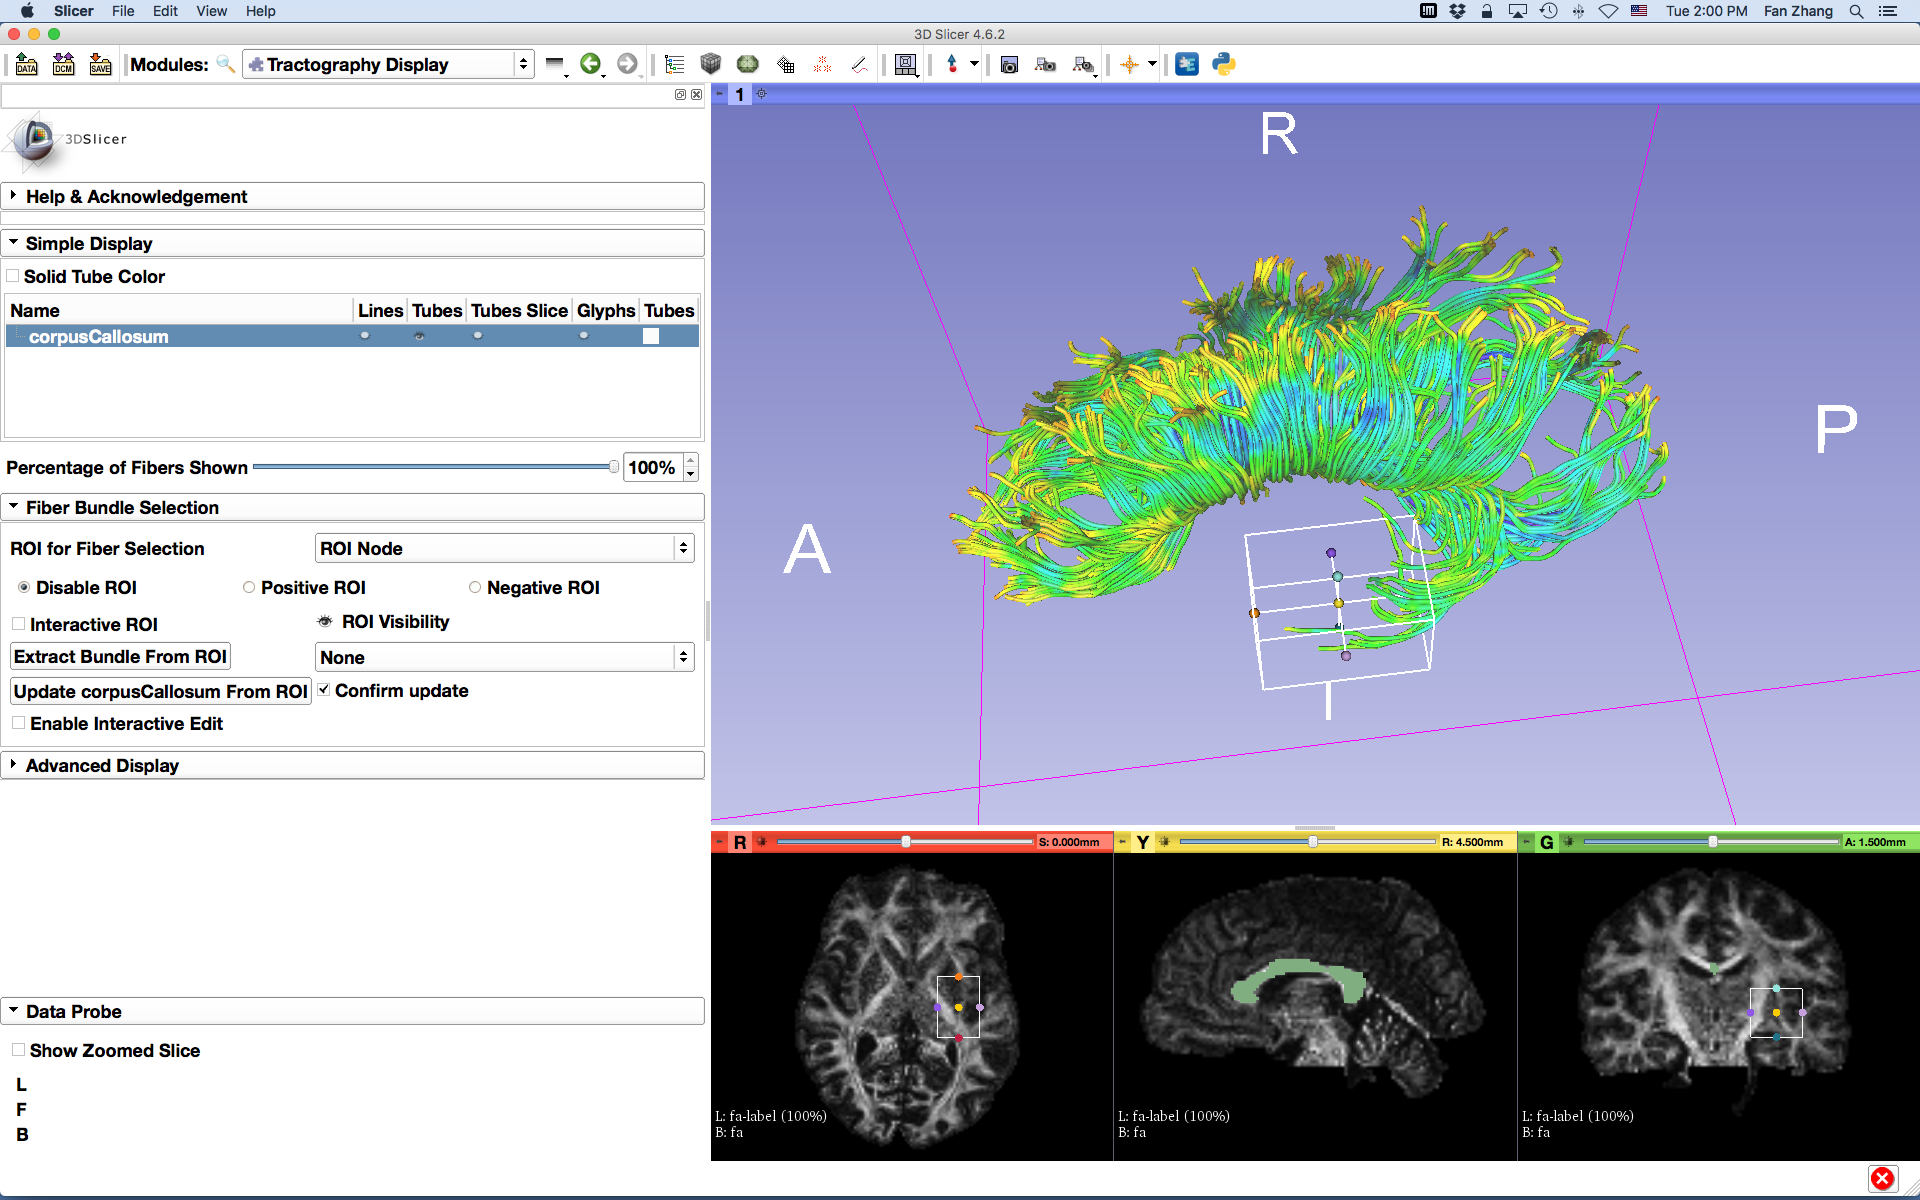 Slicer File Edit View Help Tue 2:00 PM Fan Zhang
3D Slicer 4.6.2
DATA DCM SAVE Modules: Tractography Display
1
3DSlicer
Help & Acknowledgement
Simple Display
Solid Tube Color
Name Lines Tubes Tubes Slice Glyphs Tubes
corpusCallosum
Percentage of Fibers Shown 100%
Fiber Bundle Selection
ROI for Fiber Selection ROI Node
Disable ROI Positive ROI Negative ROI
Interactive ROI ROI Visibility
Extract Bundle From ROI None
Update corpusCallosum From ROI Confirm update
Enable Interactive Edit
Advanced Display
Data Probe
Show Zoomed Slice
L
F
B
R
P
A
I
R S: 0.000mm
Y R: 4.500mm
G A: 1.500mm
L: fa-label (100%)
B: fa
L: fa-label (100%)
B: fa
L: fa-label (100%)
B: fa